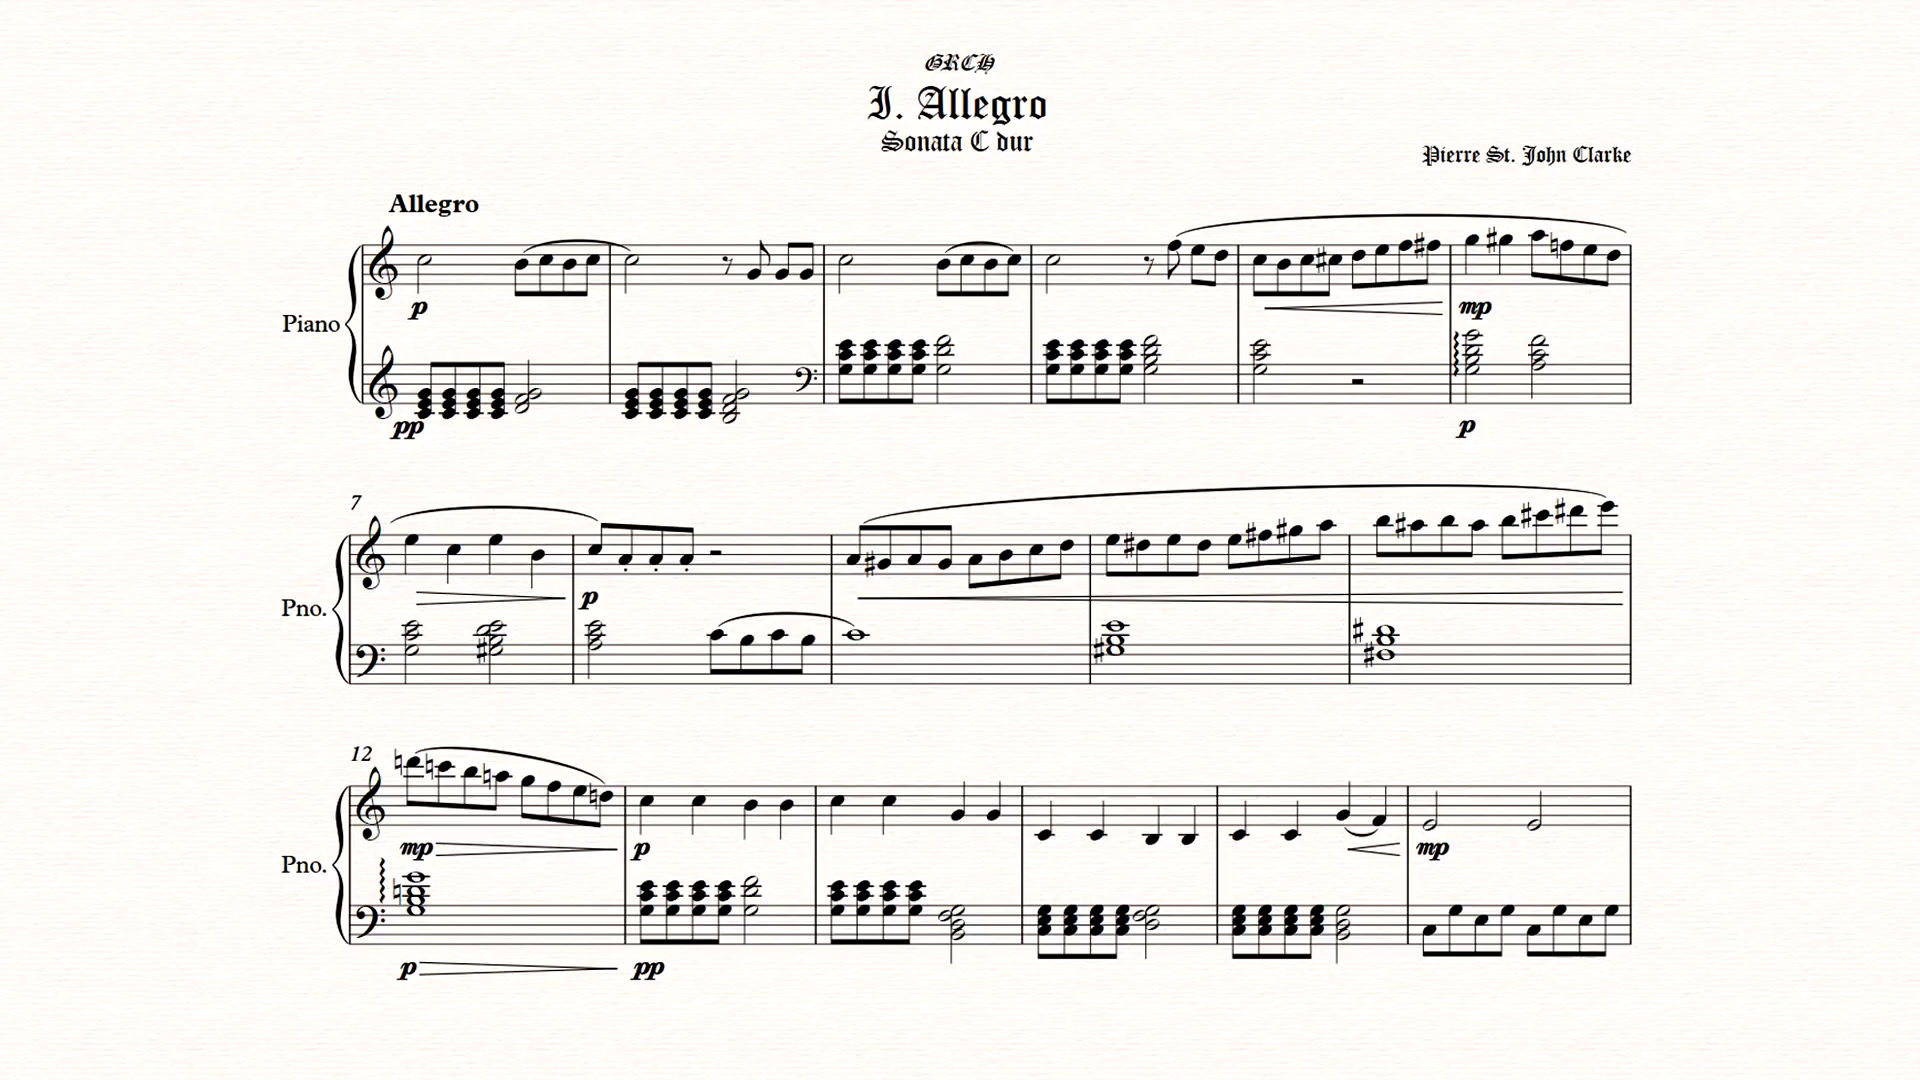 GRCH
I. Allegro
Sonata C dur
Pierre St. John Clarke
Allegro
p
Piano
mp
pp
p
7
p
Pno.
12
mp
p
mp
Pno.
p
pp